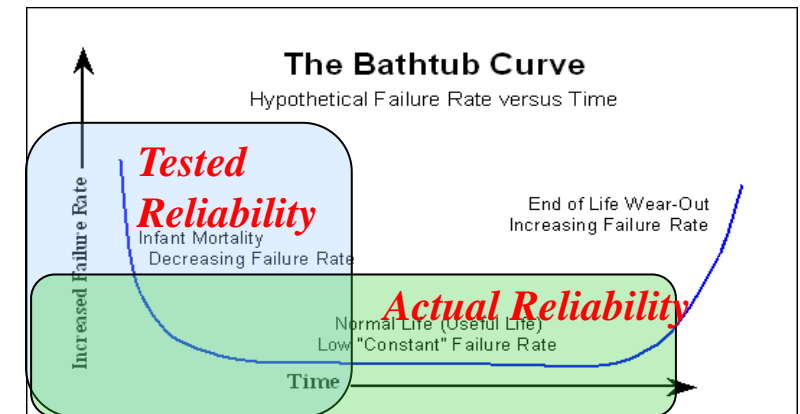 The Bathtub Curve
Hypothetical Failure Rate versus Time
Tested
Reliability
Infant Mortality
Decreasing Failure Rate
End of Life Wear-Out
Increasing Failure Rate
Increased Failure Rate
Actual Reliability
Normal Life (Useful Life)
Low "Constant" Failure Rate
Time